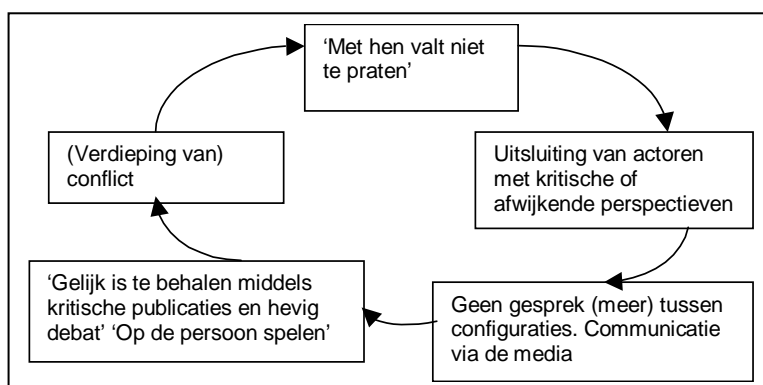 ‘Met hen valt niet
te praten’
Uitsluiting van actoren
met kritische of
afwijkende perspectieven
Geen gesprek (meer) tussen
configuraties. Communicatie
via de media
‘Gelijk is te behalen middels
kritische publicaties en hevig
debat’ ‘Op de persoon spelen’
(Verdieping van)
conflict